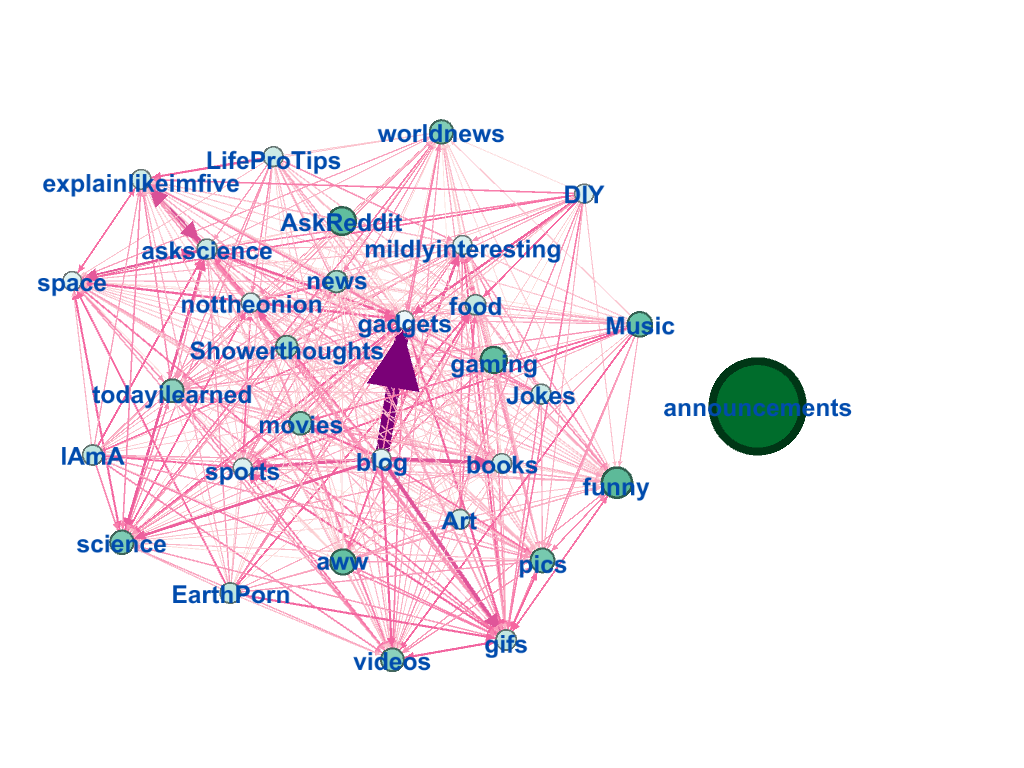 worldnews
LifeProTips
explainlikeimfive
DIY
AskReddit
askscience
mildlyinteresting
space
news
nottheonion
food
gadgets
Music
Showerthoughts
gaming
todayilearned
Jokes
announcements
movies
IAmA
sports
blog
books
funny
Art
science
aww
pics
EarthPorn
gifs
videos